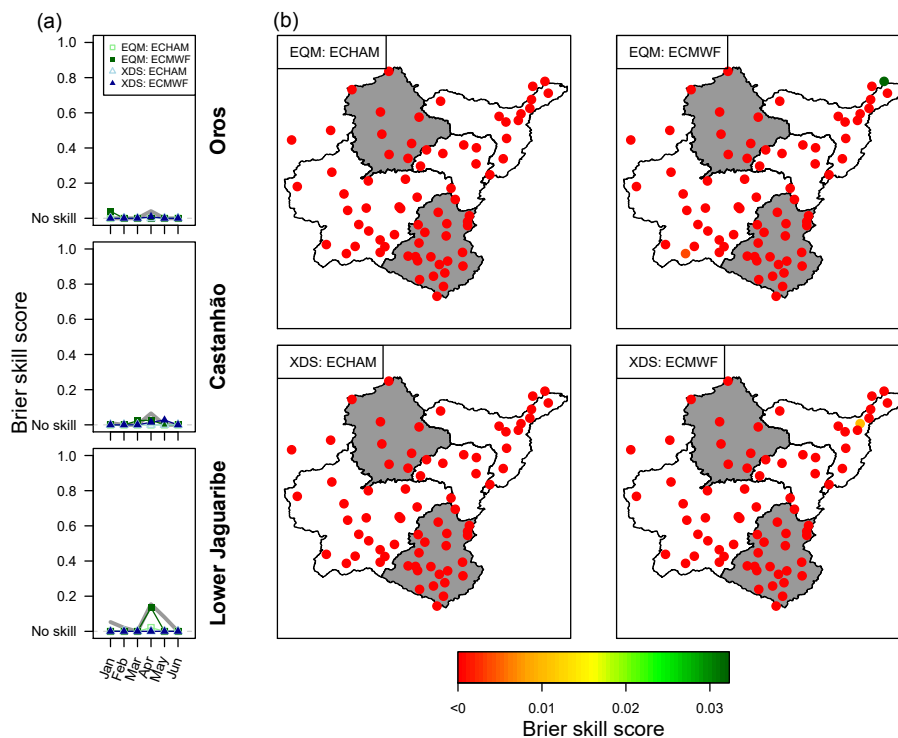 (a)
(b)
Brier skill score
1.0
0.8
0.6
0.4
0.2
No skill
EQM: ECHAM
EQM: ECMWF
XDS: ECHAM
XDS: ECMWF
Oros
1.0
0.8
0.6
0.4
0.2
No skill
Castanhão
1.0
0.8
0.6
0.4
0.2
No skill
Lower Jaguaribe
Jan
Feb
Mar
Apr
May
Jun
EQM: ECHAM
EQM: ECMWF
XDS: ECHAM
XDS: ECMWF
<0
0.01
0.02
0.03
Brier skill score